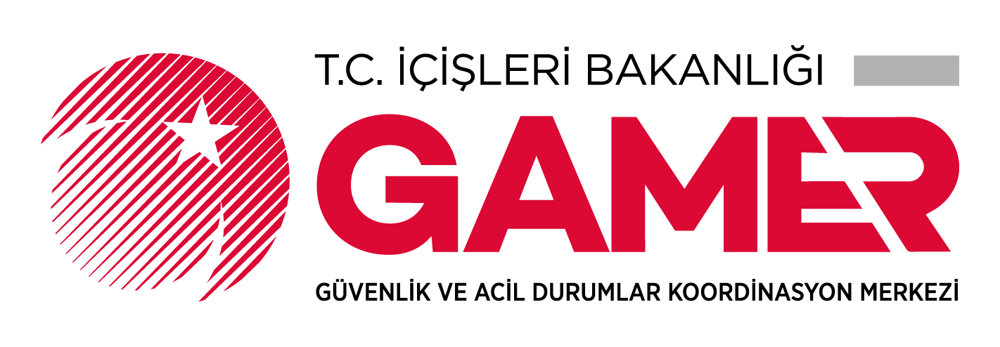 T.C. İÇİŞLERİ BAKANLIĞI
GAMER
GÜVENLİK VE ACİL DURUMLAR KOORDİNASYON MERKEZİ